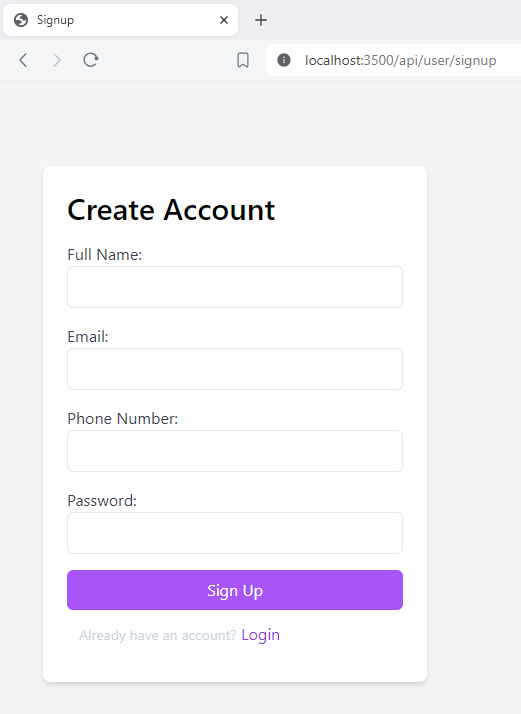 Signup
localhost:3500/api/user/signup
Create Account
Full Name:
Email:
Phone Number:
Password:
Sign Up
Already have an account? Login